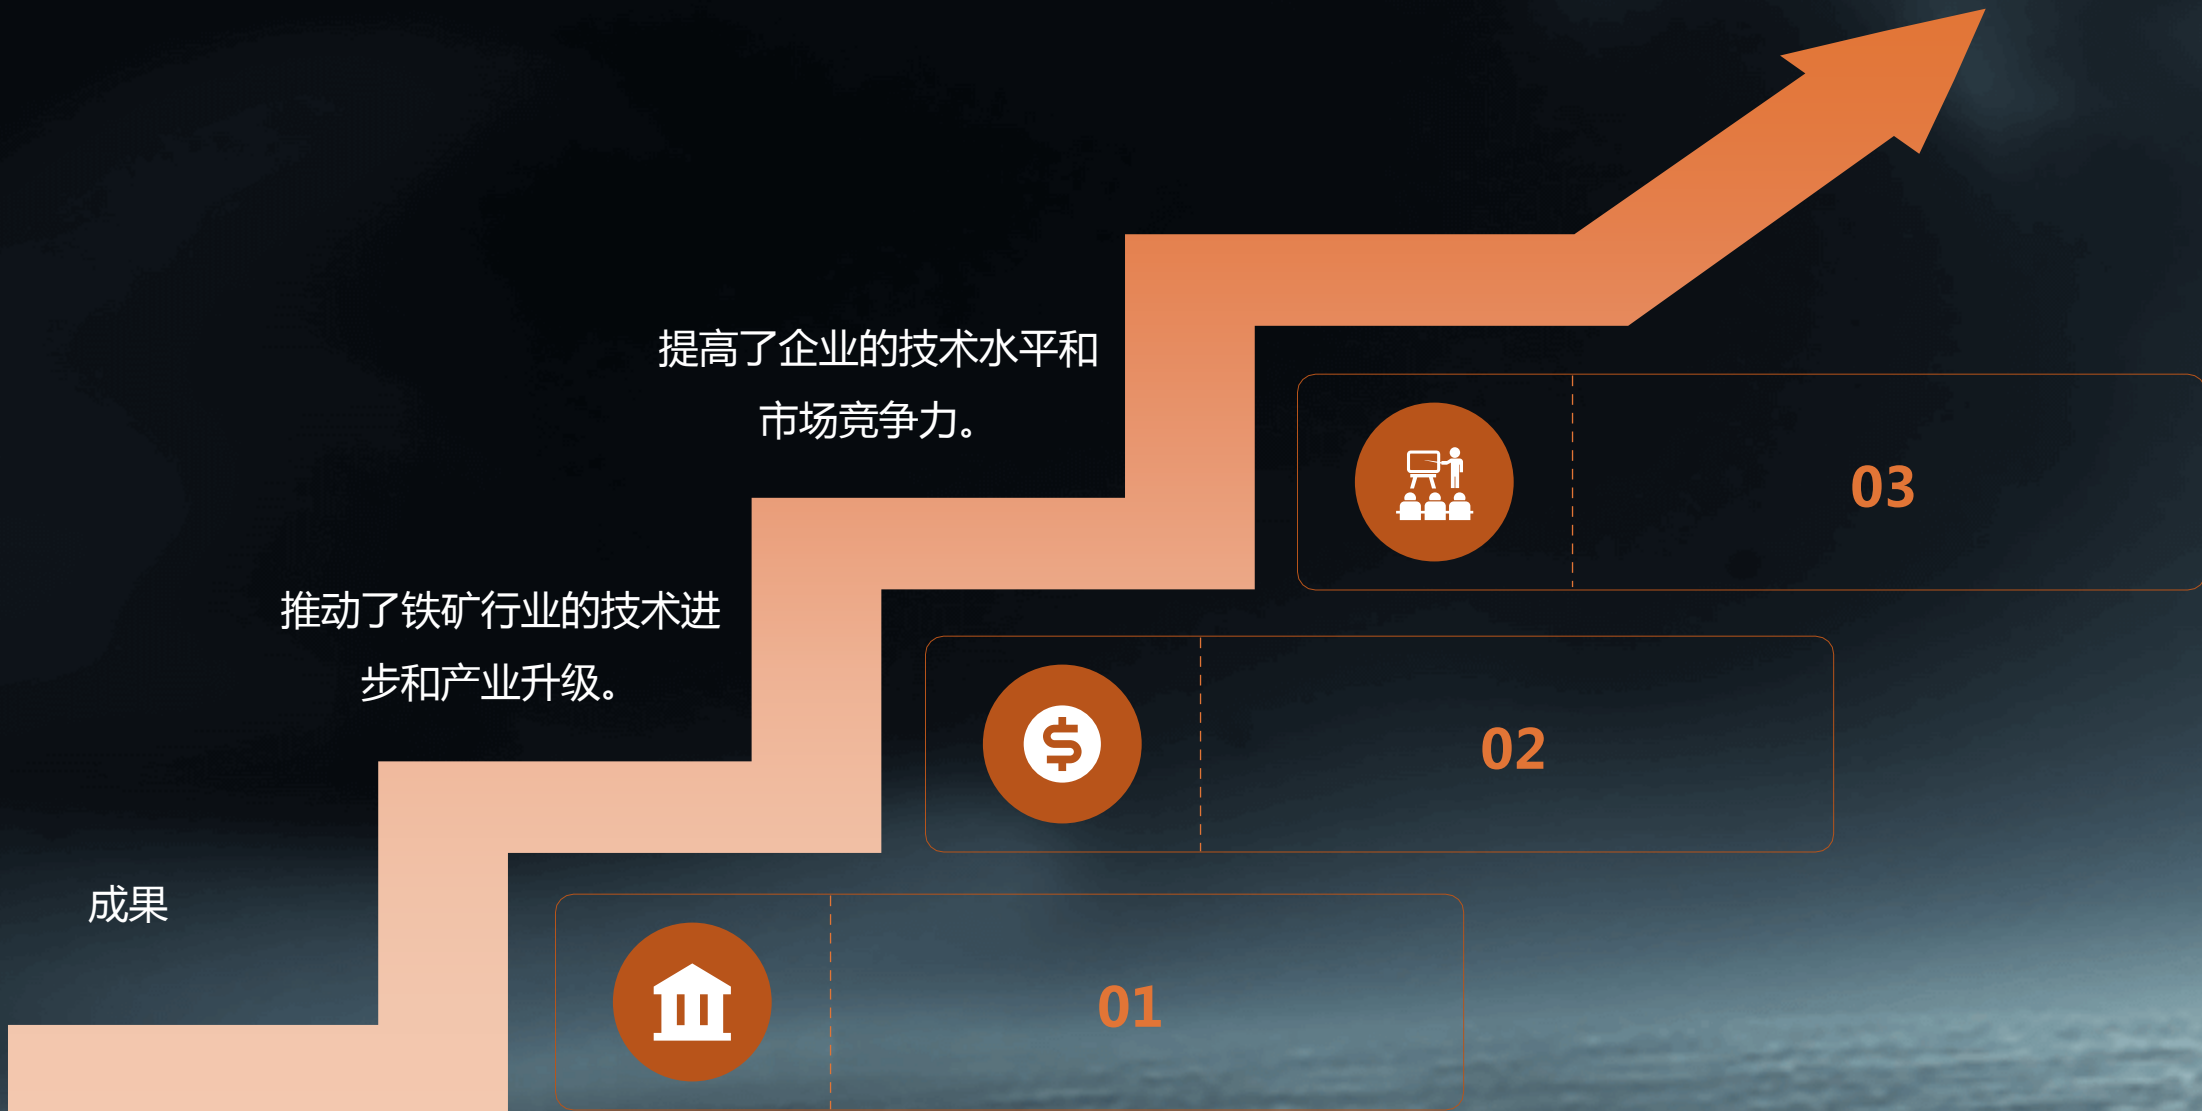 提高了企业的技术水平和
市场竞争力。
03
推动了铁矿行业的技术进
步和产业升级。
02
成果
01